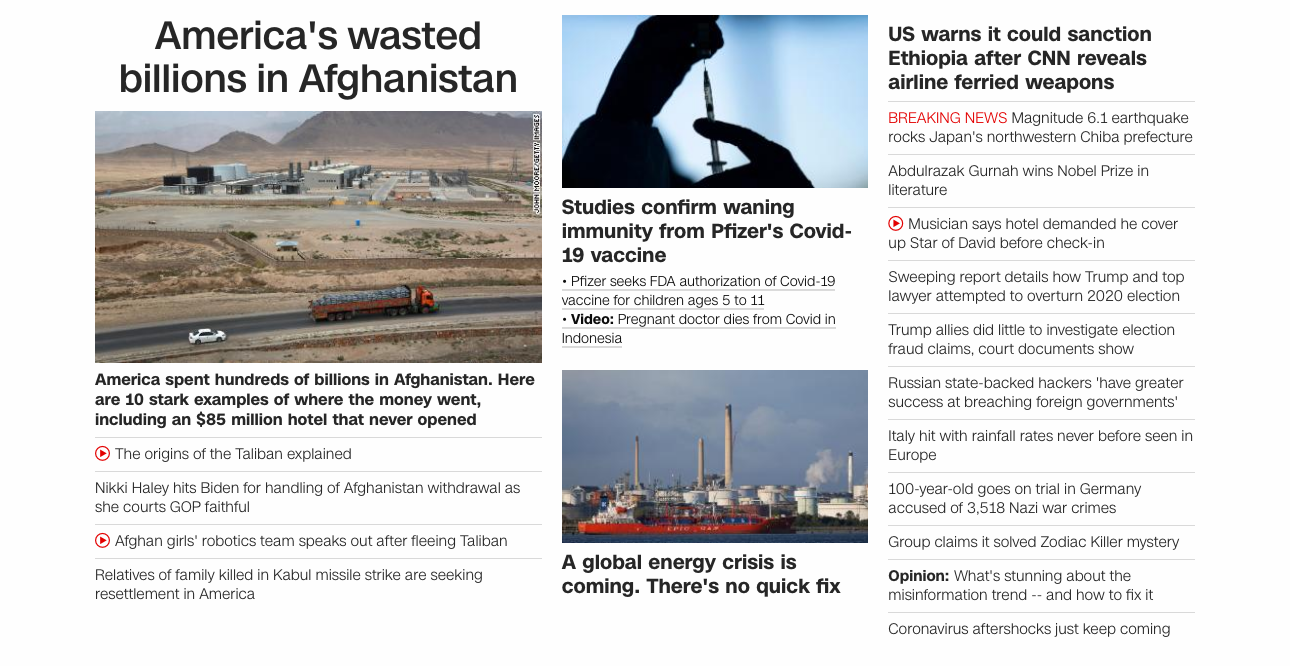 America's wasted
billions in Afghanistan
JOHN MOORE/GETTY IMAGES
America spent hundreds of billions in Afghanistan. Here
are 10 stark examples of where the money went,
including an $85 million hotel that never opened
The origins of the Taliban explained
Nikki Haley hits Biden for handling of Afghanistan withdrawal as
she courts GOP faithful
Afghan girls' robotics team speaks out after fleeing Taliban
Relatives of family killed in Kabul missile strike are seeking
resettlement in America
Studies confirm waning
immunity from Pfizer's Covid-
19 vaccine
• Pfizer seeks FDA authorization of Covid-19
vaccine for children ages 5 to 11
• Video: Pregnant doctor dies from Covid in
Indonesia
EPIC GAS
A global energy crisis is
coming. There's no quick fix
US warns it could sanction
Ethiopia after CNN reveals
airline ferried weapons
BREAKING NEWS Magnitude 6.1 earthquake
rocks Japan's northwestern Chiba prefecture
Abdulrazak Gurnah wins Nobel Prize in
literature
Musician says hotel demanded he cover
up Star of David before check-in
Sweeping report details how Trump and top
lawyer attempted to overturn 2020 election
Trump allies did little to investigate election
fraud claims, court documents show
Russian state-backed hackers 'have greater
success at breaching foreign governments'
Italy hit with rainfall rates never before seen in
Europe
100-year-old goes on trial in Germany
accused of 3,518 Nazi war crimes
Group claims it solved Zodiac Killer mystery
Opinion: What's stunning about the
misinformation trend -- and how to fix it
Coronavirus aftershocks just keep coming